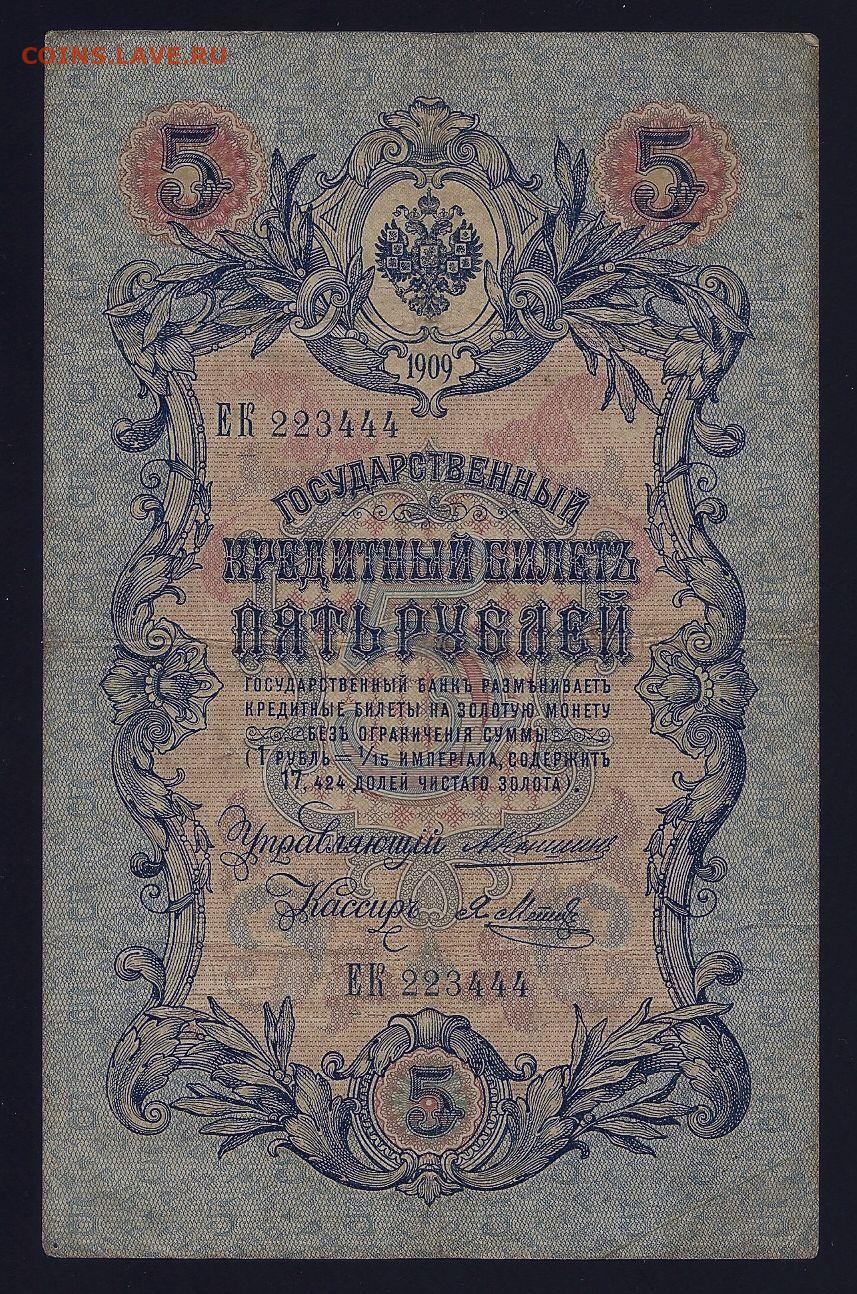 COINS.LAVE.RU
5 5
1909
ЕК 223444
ГОСУДАРСТВЕННЫЙ
КРЕДИТНЫЙ БИЛЕТЪ
ПЯТЬ РУБЛЕЙ
5
ГОСУДАРСТВЕННЫЙ БАНКЪ РАЗМѢНИВАЕТЪ
КРЕДИТНЫЕ БИЛЕТЫ НА ЗОЛОТУЮ МОНЕТУ
БЕЗЪ ОГРАНИЧЕНІЯ СУММЫ
(1 РУБЛЬ = 1/15 ИМПЕРІАЛА, СОДЕРЖИТЪ
17,424 ДОЛЕЙ ЧИСТАГО ЗОЛОТА).
Управляющій
Кассиръ
ЕК 223444
5